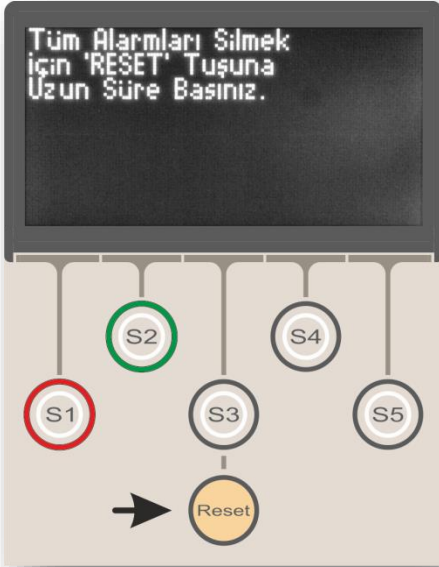 Tüm Alarmları Silmek
için 'RESET' Tuşuna
Uzun Süre Basınız.
S2
S4
S1
S3
S5
Reset